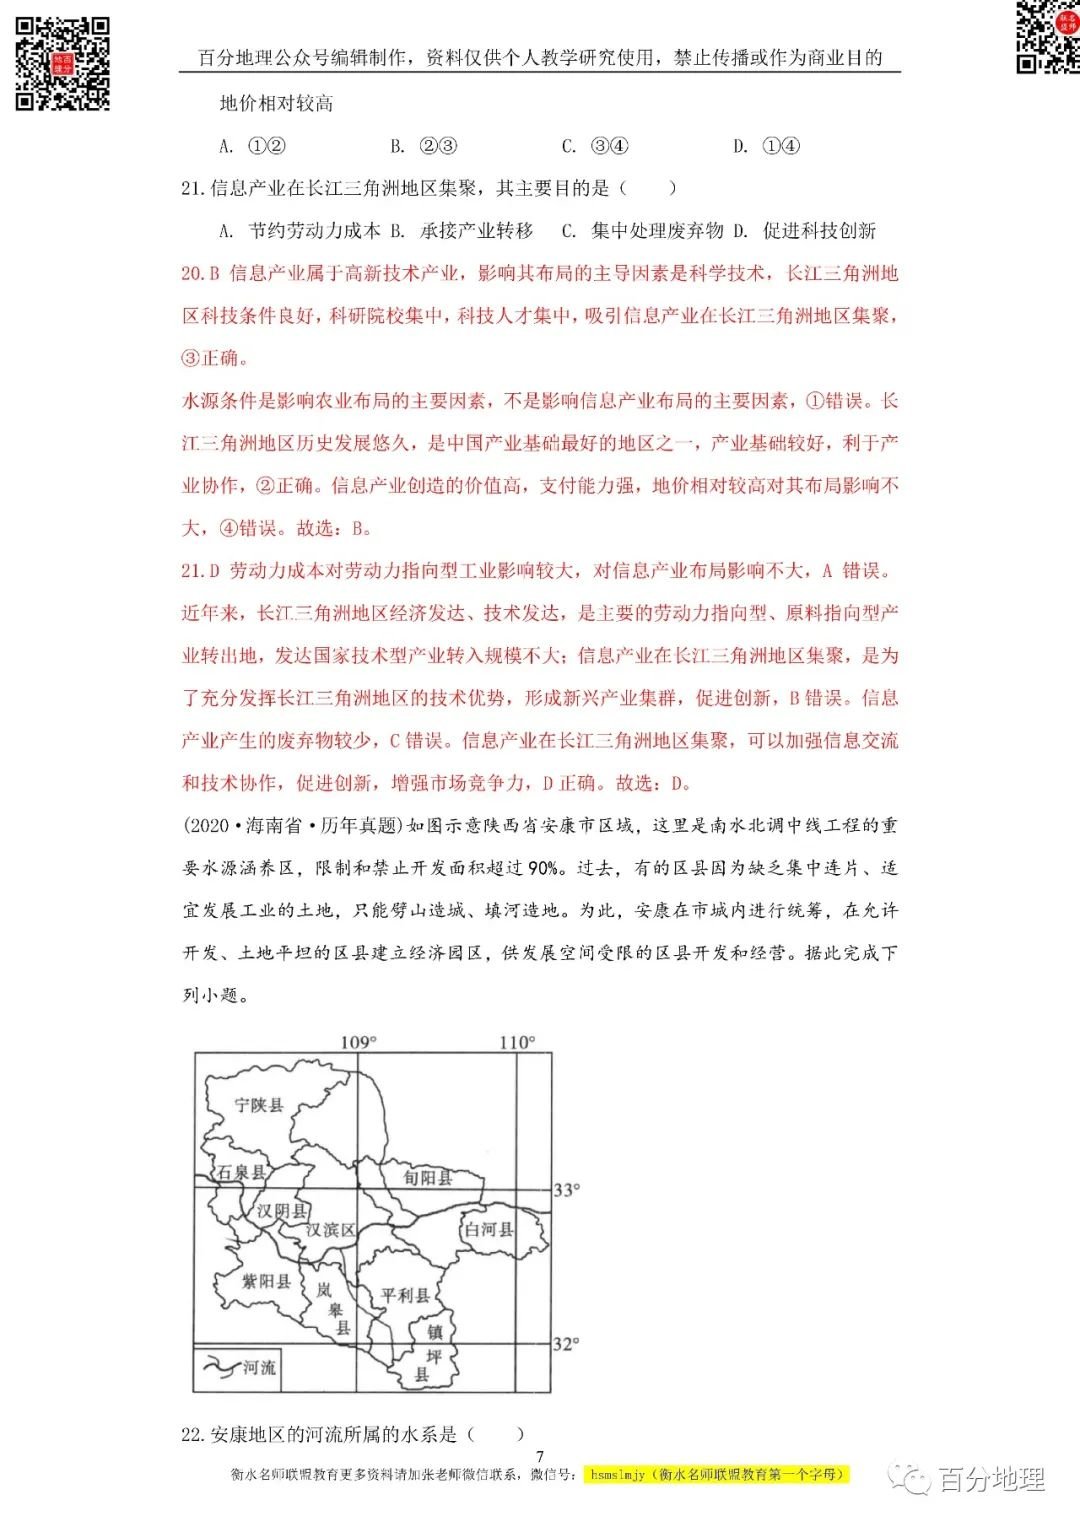 百分地理公众号编辑制作，资料仅供个人教学研究使用，禁止传播或作为商业目的
地价相对较高
A. ①② B. ②③ C. ③④ D. ①④
21.信息产业在长江三角洲地区集聚，其主要目的是（ ）
A. 节约劳动力成本 B. 承接产业转移 C. 集中处理废弃物 D. 促进科技创新
20.B 信息产业属于高新技术产业，影响其布局的主导因素是科学技术，长江三角洲地
区科技条件良好，科研院校集中，科技人才集中，吸引信息产业在长江三角洲地区集聚，
③正确。
水源条件是影响农业布局的主要因素，不是影响信息产业布局的主要因素，①错误。长
江三角洲地区历史发展悠久，是中国产业基础最好的地区之一，产业基础较好，利于产
业协作，②正确。信息产业创造的价值高，支付能力强，地价相对较高对其布局影响不
大，④错误。故选：B。
21.D 劳动力成本对劳动力指向型工业影响较大，对信息产业布局影响不大，A 错误。
近年来，长江三角洲地区经济发达、技术发达，是主要的劳动力指向型、原料指向型产
业转出地，发达国家技术型产业转入规模不大；信息产业在长江三角洲地区集聚，是为
了充分发挥长江三角洲地区的技术优势，形成新兴产业集群，促进创新，B 错误。信息
产业产生的废弃物较少，C 错误。信息产业在长江三角洲地区集聚，可以加强信息交流
和技术协作，促进创新，增强市场竞争力，D 正确。故选：D。
(2020·海南省·历年真题)如图示意陕西省安康市区域，这里是南水北调中线工程的重
要水源涵养区，限制和禁止开发面积超过 90%。过去，有的区县因为缺乏集中连片、适
宜发展工业的土地，只能劈山造城、填河造地。为此，安康在市域内进行统筹，在允许
开发、土地平坦的区县建立经济园区，供发展空间受限的区县开发和经营。据此完成下
列小题。
109° 110°
宁陕县
石泉县 旬阳县
33°
汉阴县
汉滨区 白河县
紫阳县 岚皋县 平利县
镇坪县
32°
河流
22.安康地区的河流所属的水系是（ ）
7
衡水名师联盟教育更多资料请加张老师微信联系，微信号： hsmslmjy（衡水名师联盟教育第一个字母）
百分地理